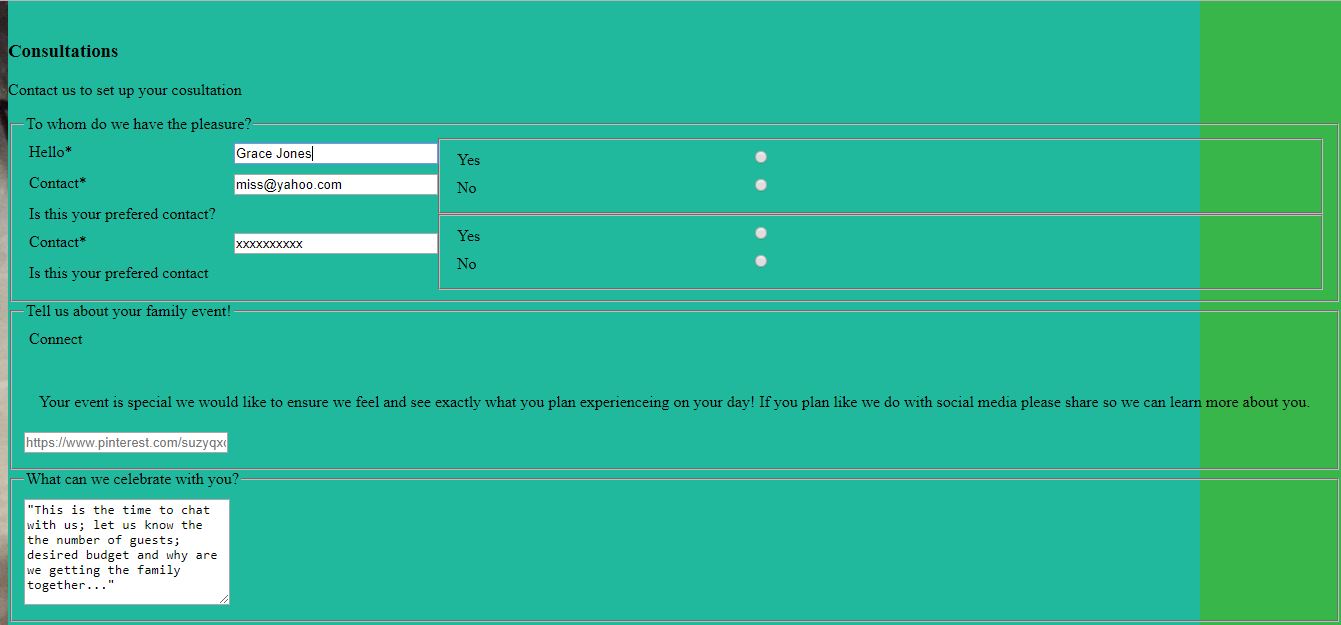 Consultations
Contact us to set up your cosultation
To whom do we have the pleasure?
Hello*
Grace Jones
Yes
No
Contact*
miss@yahoo.com
Is this your prefered contact?
Contact*
xxxxxxxxxx
Yes
No
Is this your prefered contact
Tell us about your family event!
Connect
Your event is special we would like to ensure we feel and see exactly what you plan experienceing on your day! If you plan like we do with social media please share so we can learn more about you.
https://www.pinterest.com/suzyqx
What can we celebrate with you?
"This is the time to chat
with us; let us know the
the number of guests;
desired budget and why are
we getting the family
together..."